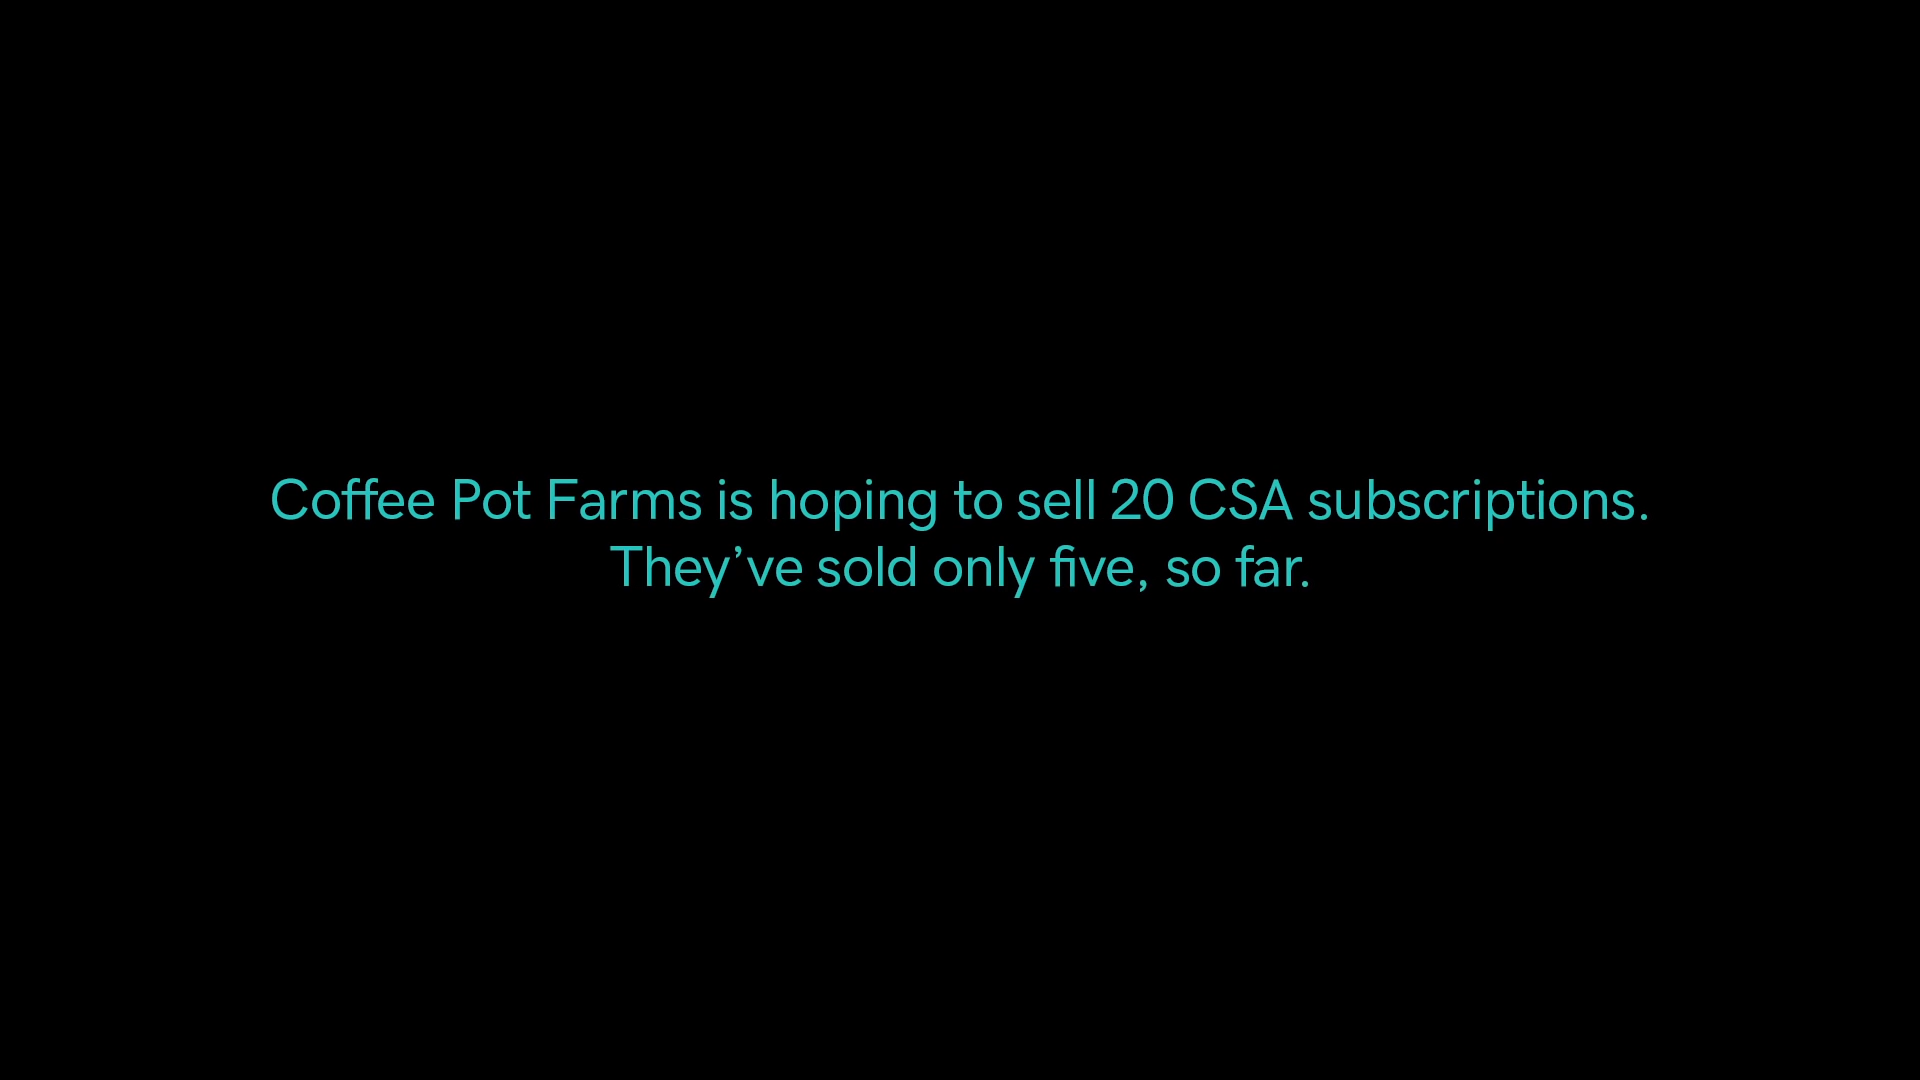 Coffee Pot Farms is hoping to sell 20 CSA subscriptions.
They’ve sold only five, so far.